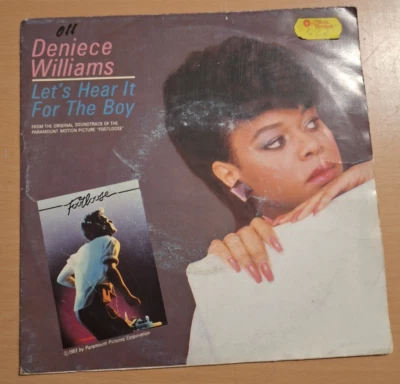 011
Deniece
Williams
Let's Hear It
For The Boy
FROM THE ORIGINAL SOUNDTRACK OF THE
PARAMOUNT MOTION PICTURE "FOOTLOOSE"
Footloose